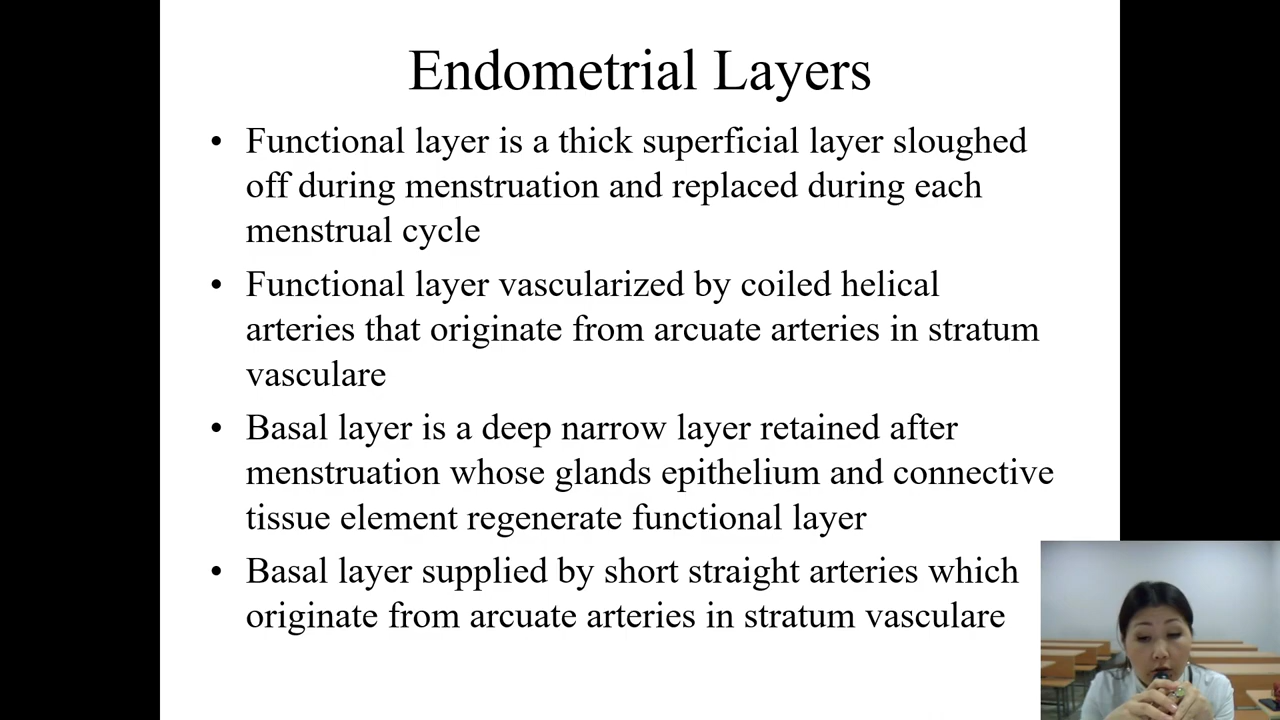 Endometrial Layers
• Functional layer is a thick superficial layer sloughed
off during menstruation and replaced during each
menstrual cycle
• Functional layer vascularized by coiled helical
arteries that originate from arcuate arteries in stratum
vasculare
• Basal layer is a deep narrow layer retained after
menstruation whose glands epithelium and connective
tissue element regenerate functional layer
• Basal layer supplied by short straight arteries which
originate from arcuate arteries in stratum vasculare